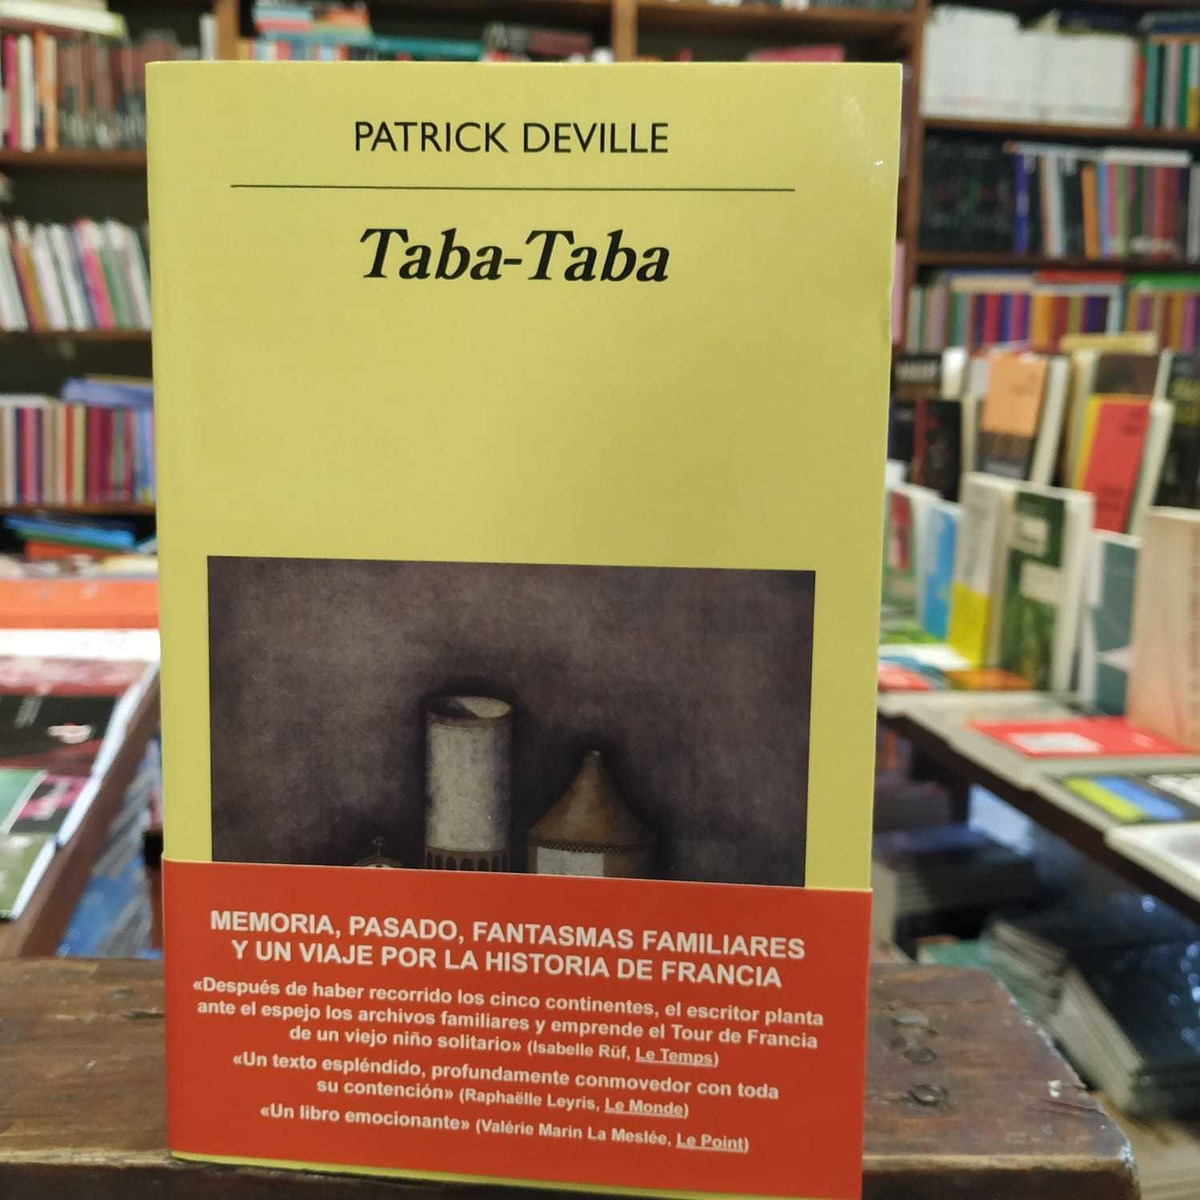 PATRICK DEVILLE
Taba-Taba
MEMORIA, PASADO, FANTASMAS FAMILIARES
Y UN VIAJE POR LA HISTORIA DE FRANCIA
«Después de haber recorrido los cinco continentes, el escritor planta
ante el espejo los archivos familiares y emprende el Tour de Francia
de un viejo niño solitario» (Isabelle Rüf, Le Temps)
«Un texto espléndido, profundamente conmovedor con toda
su contención» (Raphaëlle Leyris, Le Monde)
«Un libro emocionante» (Valérie Marin La Meslée, Le Point)